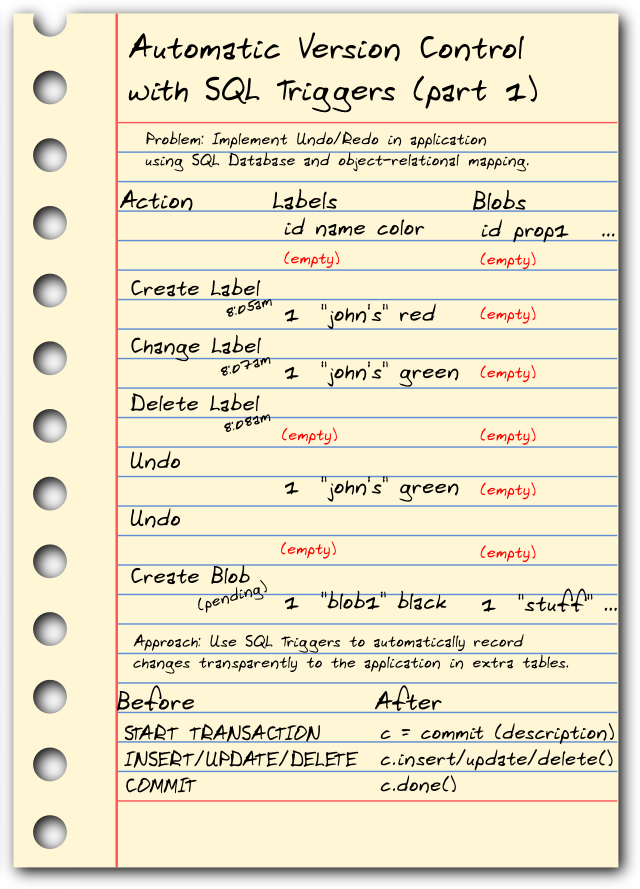 Automatic Version Control
with SQL Triggers (part 1)
Problem: Implement Undo/Redo in application
using SQL Database and object-relational mapping.
Action Labels Blobs
id name color id prop1 ...
(empty) (empty)
Create Label
8:05am 1 "john's" red (empty)
Change Label
8:07am 1 "john's" green (empty)
Delete Label
8:08am (empty) (empty)
Undo
1 "john's" green (empty)
Undo
(empty) (empty)
Create Blob
(pending) 1 "blob1" black 1 "stuff" ...
Approach: Use SQL Triggers to automatically record
changes transparently to the application in extra tables.
Before After
START TRANSACTION c = commit (description)
INSERT/UPDATE/DELETE c.insert/update/delete()
COMMIT c.done()